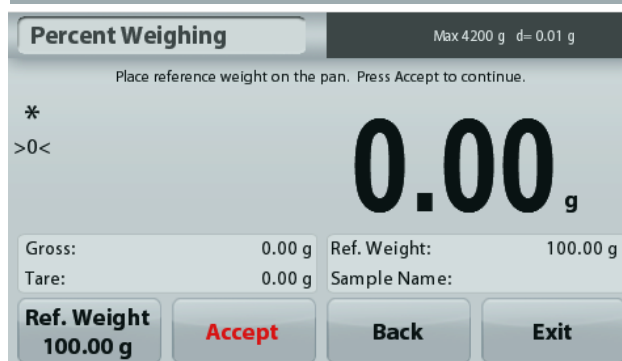 Percent Weighing
Max 4200 g d= 0.01 g
Place reference weight on the pan. Press Accept to continue.
*
>0<
0.00 g
Gross: 0.00 g
Ref. Weight: 100.00 g
Tare: 0.00 g
Sample Name:
Ref. Weight
100.00 g
Accept
Back
Exit